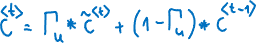 c^{<t>} = Γ_u * c̃^{<t>} + (1 - Γ_u) * c^{<t-1>}